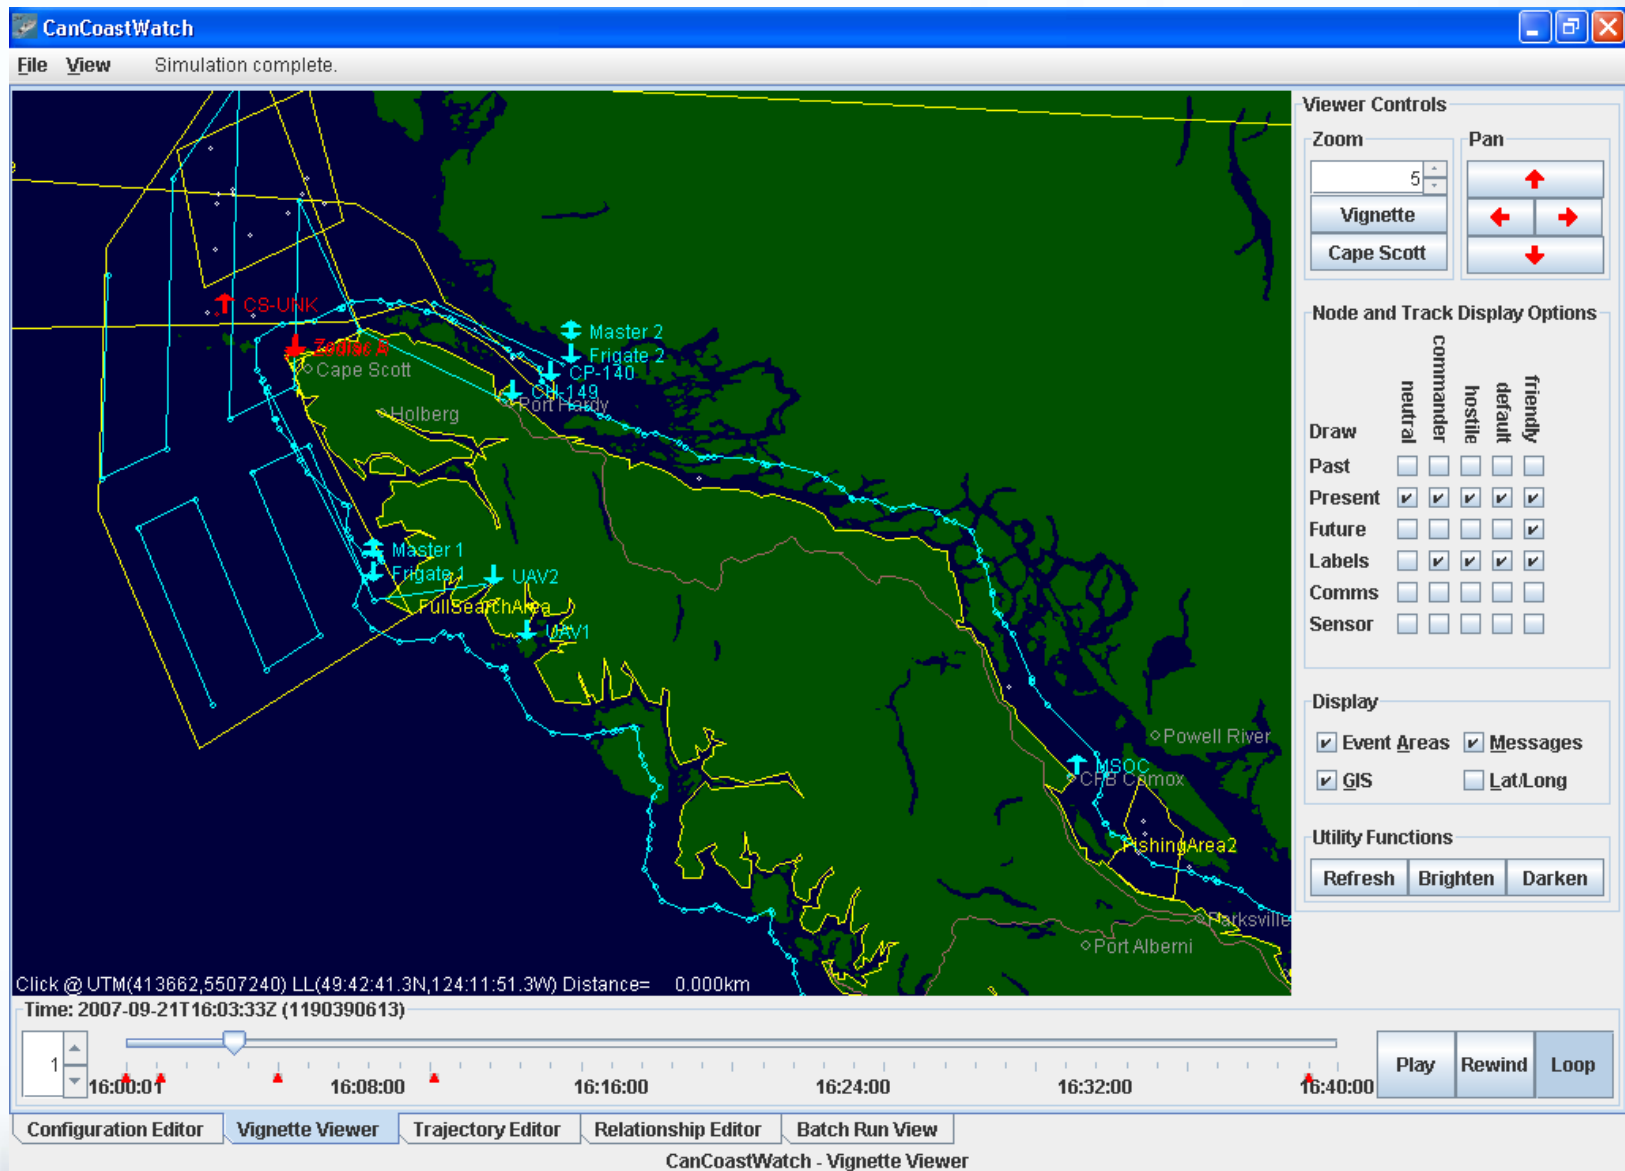 CanCoastWatch
File View Simulation complete.
Viewer Controls
Zoom
Pan
5
Vignette
Cape Scott
CS-UNK
Zodiac A
Cape Scott
Master 2
Frigate 2
CP-140
CH-149
Port Hardy
Holberg
Master 1
Frigate 1
UAV2
FullSearchArea
UAV1
Powell River
MSOC
CFB Comox
FishingArea2
Parksville
Port Alberni
Node and Track Display Options
Draw neutral commander hostile default friendly
Past
Present
Future
Labels
Comms
Sensor
Display
Event Areas Messages
GIS Lat/Long
Utility Functions
Refresh Brighten Darken
Click @ UTM(413662,5507240) LL(49:42:41.3N,124:11:51.3W) Distance= 0.000km
Time: 2007-09-21T16:03:33Z (1190390613)
1
16:00:01 16:08:00 16:16:00 16:24:00 16:32:00 16:40:00
Play Rewind Loop
Configuration Editor Vignette Viewer Trajectory Editor Relationship Editor Batch Run View
CanCoastWatch - Vignette Viewer